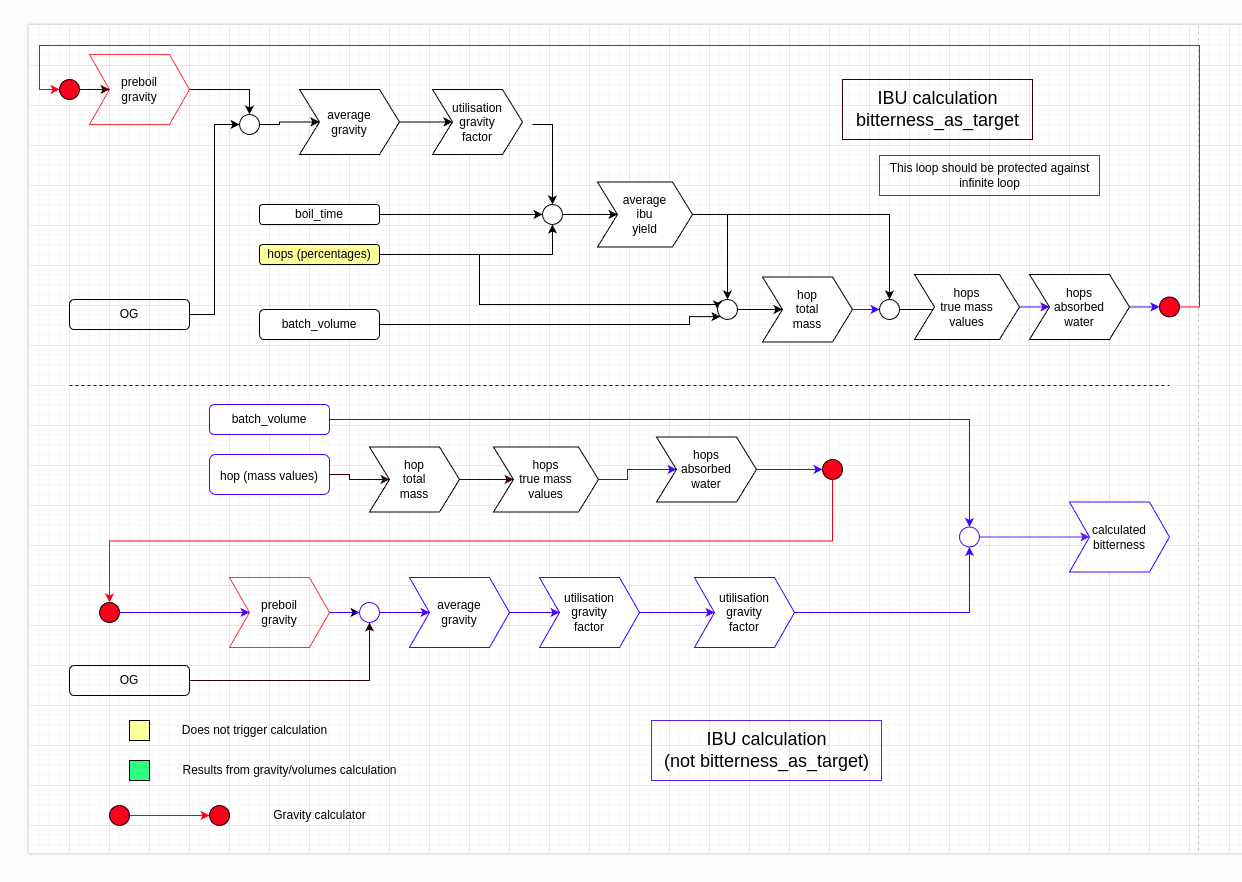 preboil
gravity
average
gravity
utilisation
gravity
factor
IBU calculation
bitterness_as_target
This loop should be protected against
infinite loop
boil_time
hops (percentages)
average
ibu
yield
OG
batch_volume
hop
total
mass
hops
true mass
values
hops
absorbed
water
batch_volume
hop (mass values)
hop
total
mass
hops
true mass
values
hops
absorbed
water
calculated
bitterness
preboil
gravity
average
gravity
utilisation
gravity
factor
utilisation
gravity
factor
OG
Does not trigger calculation
Results from gravity/volumes calculation
Gravity calculator
IBU calculation
(not bitterness_as_target)